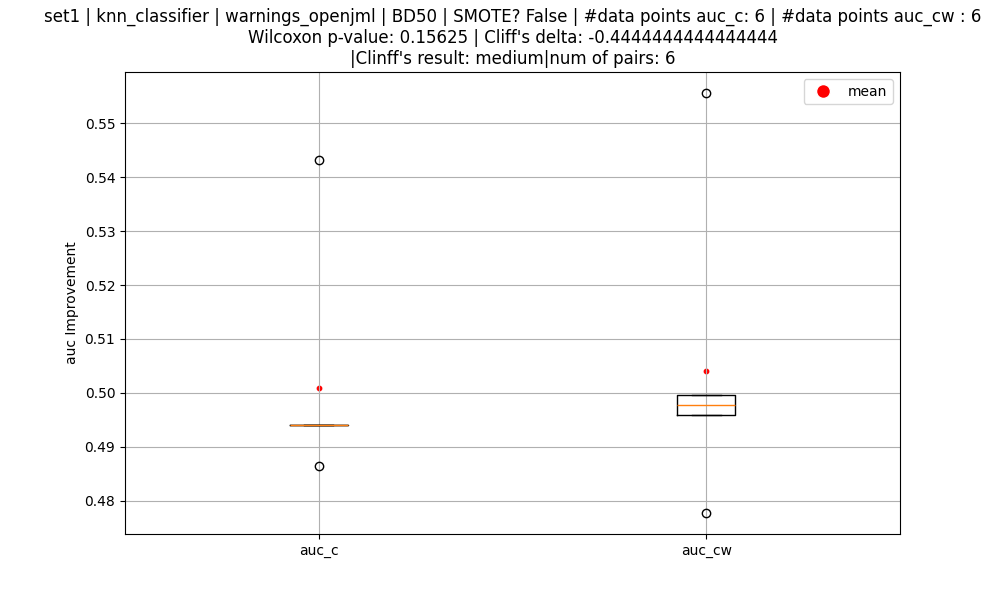 set1 | knn_classifier | warnings_openjml | BD50 | SMOTE? False | #data points auc_c: 6 | #data points auc_cw : 6
Wilcoxon p-value: 0.15625 | Cliff's delta: -0.4444444444444444
|Clinff's result: medium|num of pairs: 6
mean
auc Improvement
0.55
0.54
0.53
0.52
0.51
0.50
0.49
0.48
auc_c
auc_cw